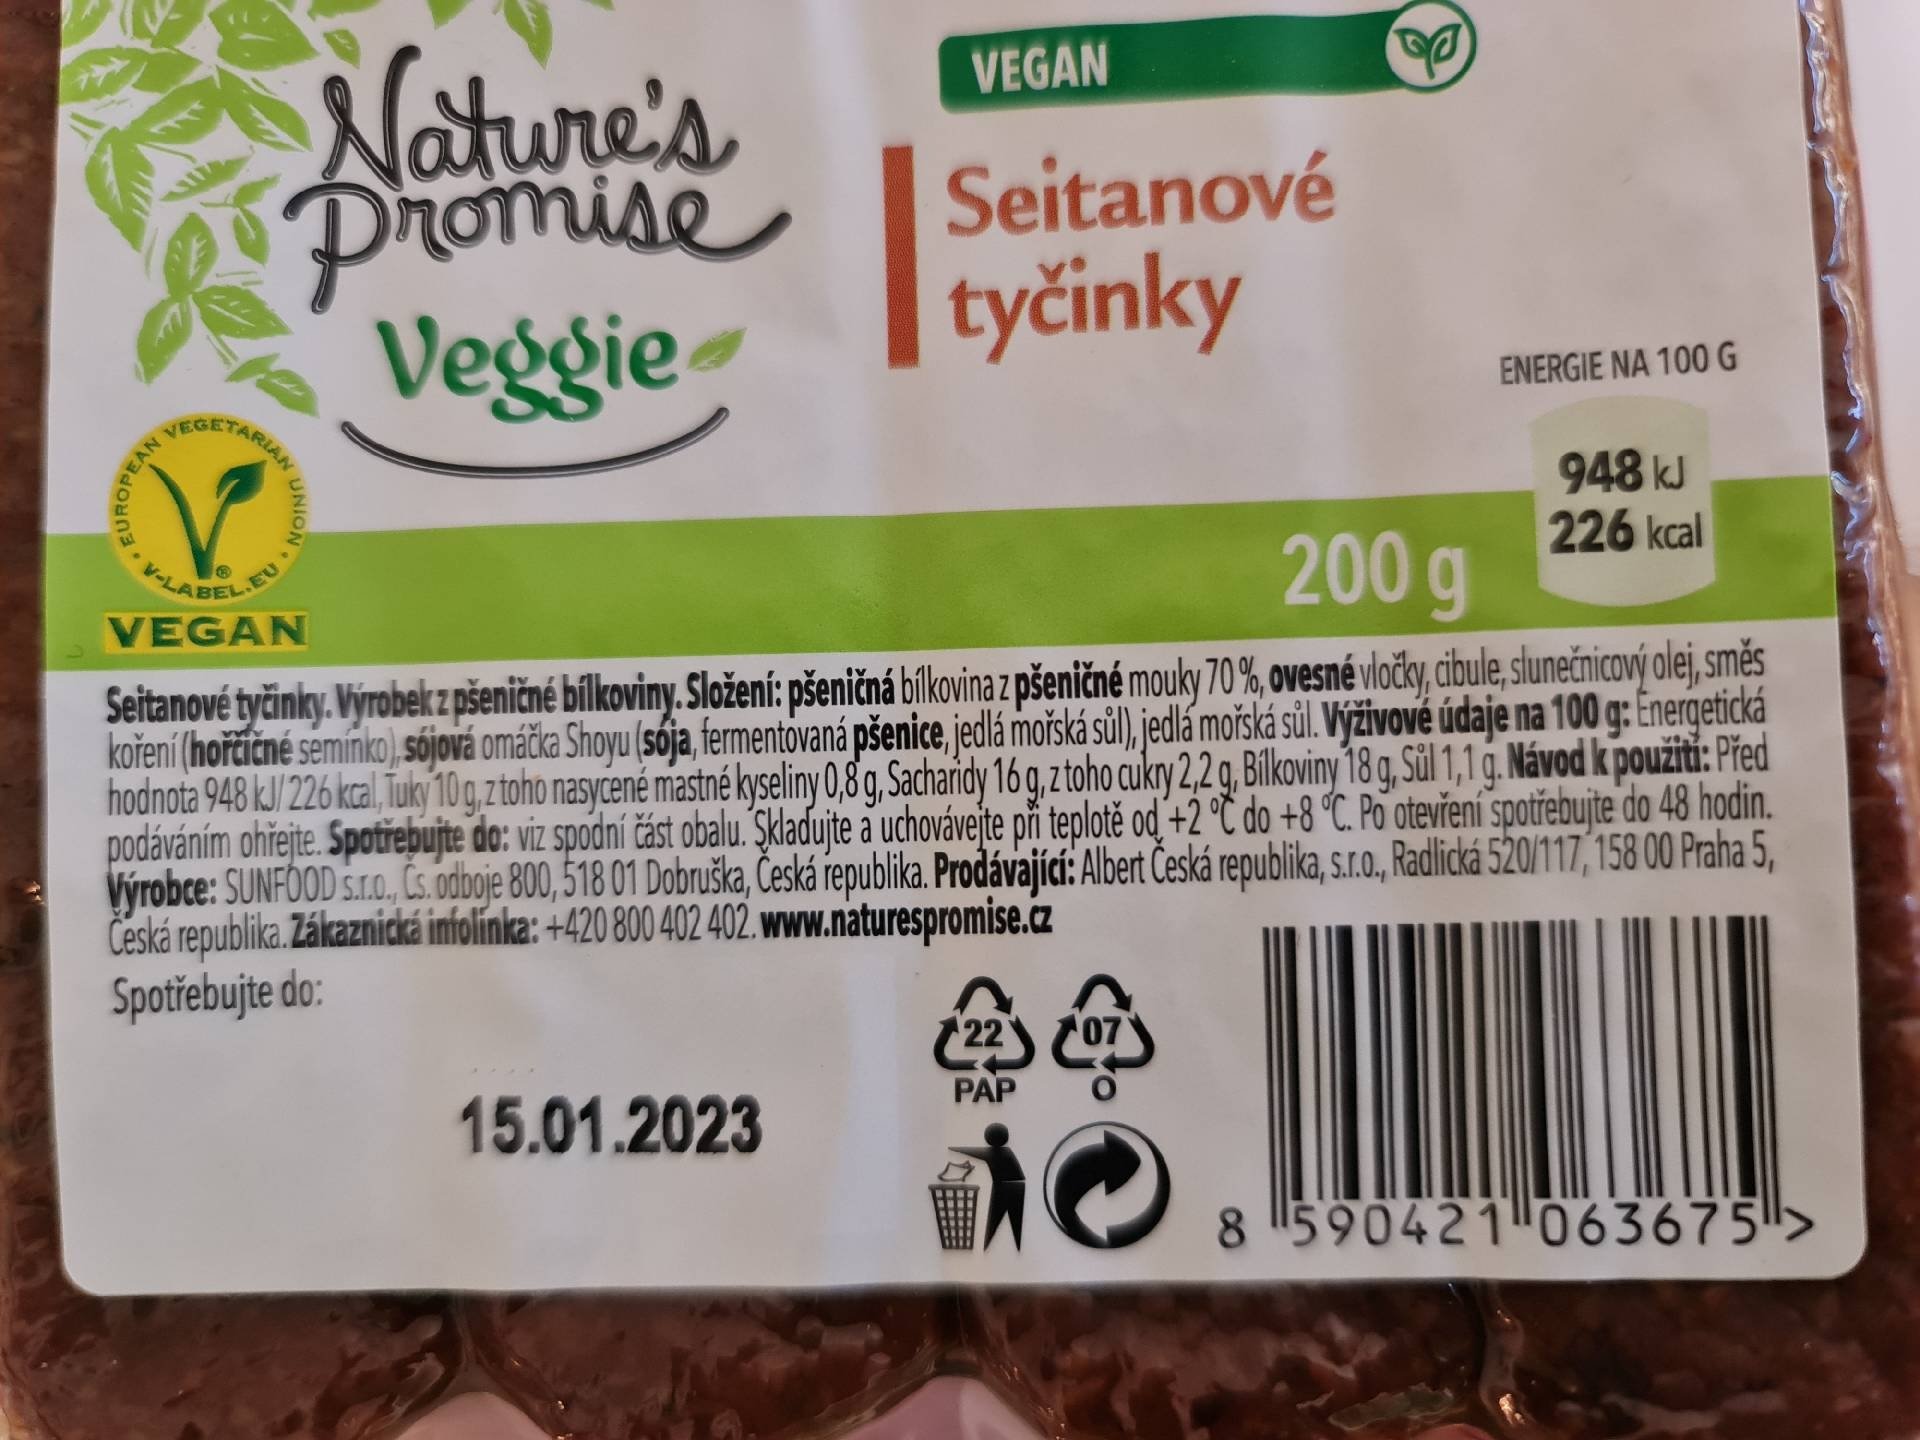 Nature's
Promise
Veggie
VEGAN
Seitanové
tyčinky
ENERGIE NA 100 G
948 kJ
226 kcal
200 g
EUROPEAN VEGETARIAN UNION
V-LABEL.EU
VEGAN
Seitanové tyčinky. Výrobek z pšeničné bílkoviny. Složení: pšeničná bílkovina z pšeničné mouky 70 %, ovesné vločky, cibule, slunečnicový olej, směs
koření (hořčičné semínko), sójová omáčka Shoyu (sója, fermentovaná pšenice, jedlá mořská sůl), jedlá mořská sůl. Výživové údaje na 100 g: Energetická
hodnota 948 kJ/ 226 kcal, Tuky 10 g, z toho nasycené mastné kyseliny 0,8 g, Sacharidy 16 g, z toho cukry 2,2 g, Bílkoviny 18 g, Sůl 1,1 g. Návod k použití: Před
podáváním ohřejte. Spotřebujte do: viz spodní část obalu. Skladujte a uchovávejte při teplotě od +2 °C do +8 °C. Po otevření spotřebujte do 48 hodin.
Výrobce: SUNFOOD s.r.o., Čs. odboje 800, 518 01 Dobruška, Česká republika. Prodávající: Albert Česká republika, s.r.o., Radlická 520/117, 158 00 Praha 5,
Česká republika. Zákaznická infolinka: +420 800 402 402. www.naturespromise.cz
Spotřebujte do:
15.01.2023
22
PAP
07
O
8 590421 063675 >